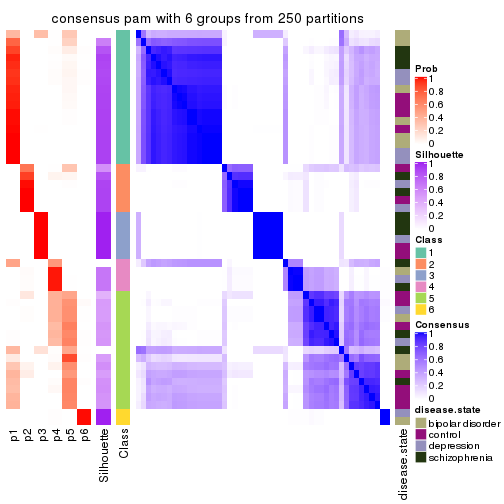 consensus pam with 6 groups from 250 partitions
Prob
1
0.8
0.6
0.4
0.2
0
Silhouette
1
0.8
0.6
0.4
0.2
0
Class
1
2
3
4
5
6
Consensus
1
0.8
0.6
0.4
0.2
0
disease.state
bipolar disorder
control
depression
schizophrenia
p1
p2
p3
p4
p5
p6
Silhouette
Class
disease.state